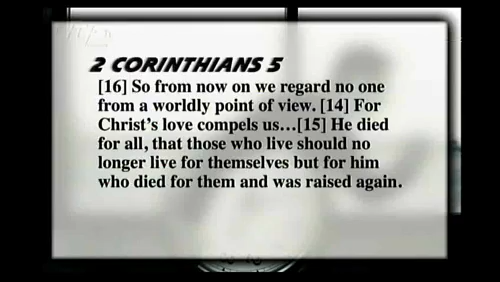 2 CORINTHIANS 5
[16] So from now on we regard no one
from a worldly point of view. [14] For
Christ's love compels us...[15] He died
for all, that those who live should no
longer live for themselves but for him
who died for them and was raised again.